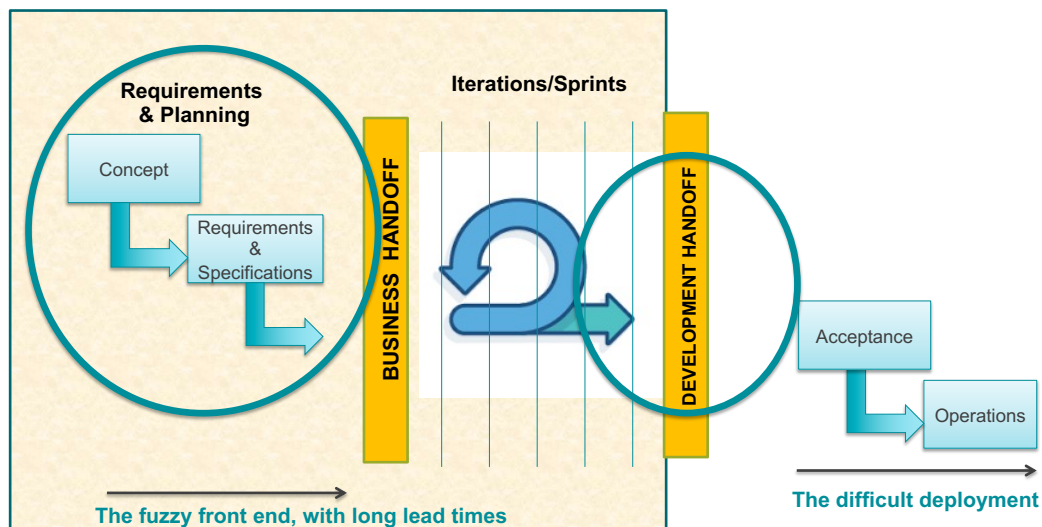 Requirements
& Planning
Iterations/Sprints
Concept
Requirements
&
Specifications
BUSINESS HANDOFF
DEVELOPMENT HANDOFF
Acceptance
Operations
The fuzzy front end, with long lead times
The difficult deployment